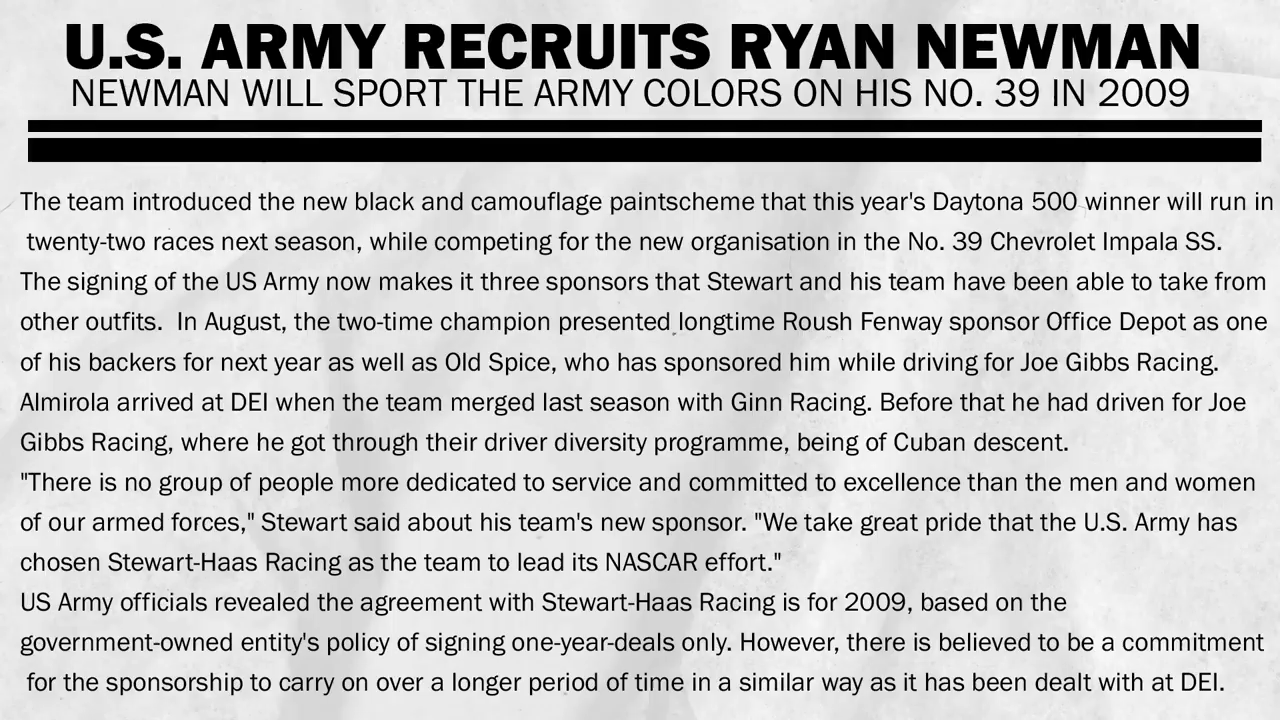 U.S. ARMY RECRUITS RYAN NEWMAN
NEWMAN WILL SPORT THE ARMY COLORS ON HIS NO. 39 IN 2009
The team introduced the new black and camouflage paintscheme that this year's Daytona 500 winner will run in
twenty-two races next season, while competing for the new organisation in the No. 39 Chevrolet Impala SS.
The signing of the US Army now makes it three sponsors that Stewart and his team have been able to take from
other outfits.  In August, the two-time champion presented longtime Roush Fenway sponsor Office Depot as one
of his backers for next year as well as Old Spice, who has sponsored him while driving for Joe Gibbs Racing.
Almirola arrived at DEI when the team merged last season with Ginn Racing. Before that he had driven for Joe
Gibbs Racing, where he got through their driver diversity programme, being of Cuban descent.
"There is no group of people more dedicated to service and committed to excellence than the men and women
of our armed forces," Stewart said about his team's new sponsor. "We take great pride that the U.S. Army has
chosen Stewart-Haas Racing as the team to lead its NASCAR effort."
US Army officials revealed the agreement with Stewart-Haas Racing is for 2009, based on the
government-owned entity's policy of signing one-year-deals only. However, there is believed to be a commitment
for the sponsorship to carry on over a longer period of time in a similar way as it has been dealt with at DEI.